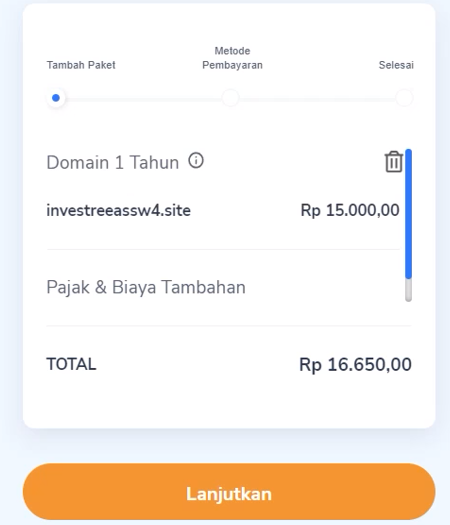 Tambah Paket
Metode
Pembayaran
Selesai
Domain 1 Tahun
investreeassw4.site Rp 15.000,00
Pajak & Biaya Tambahan
TOTAL Rp 16.650,00
Lanjutkan